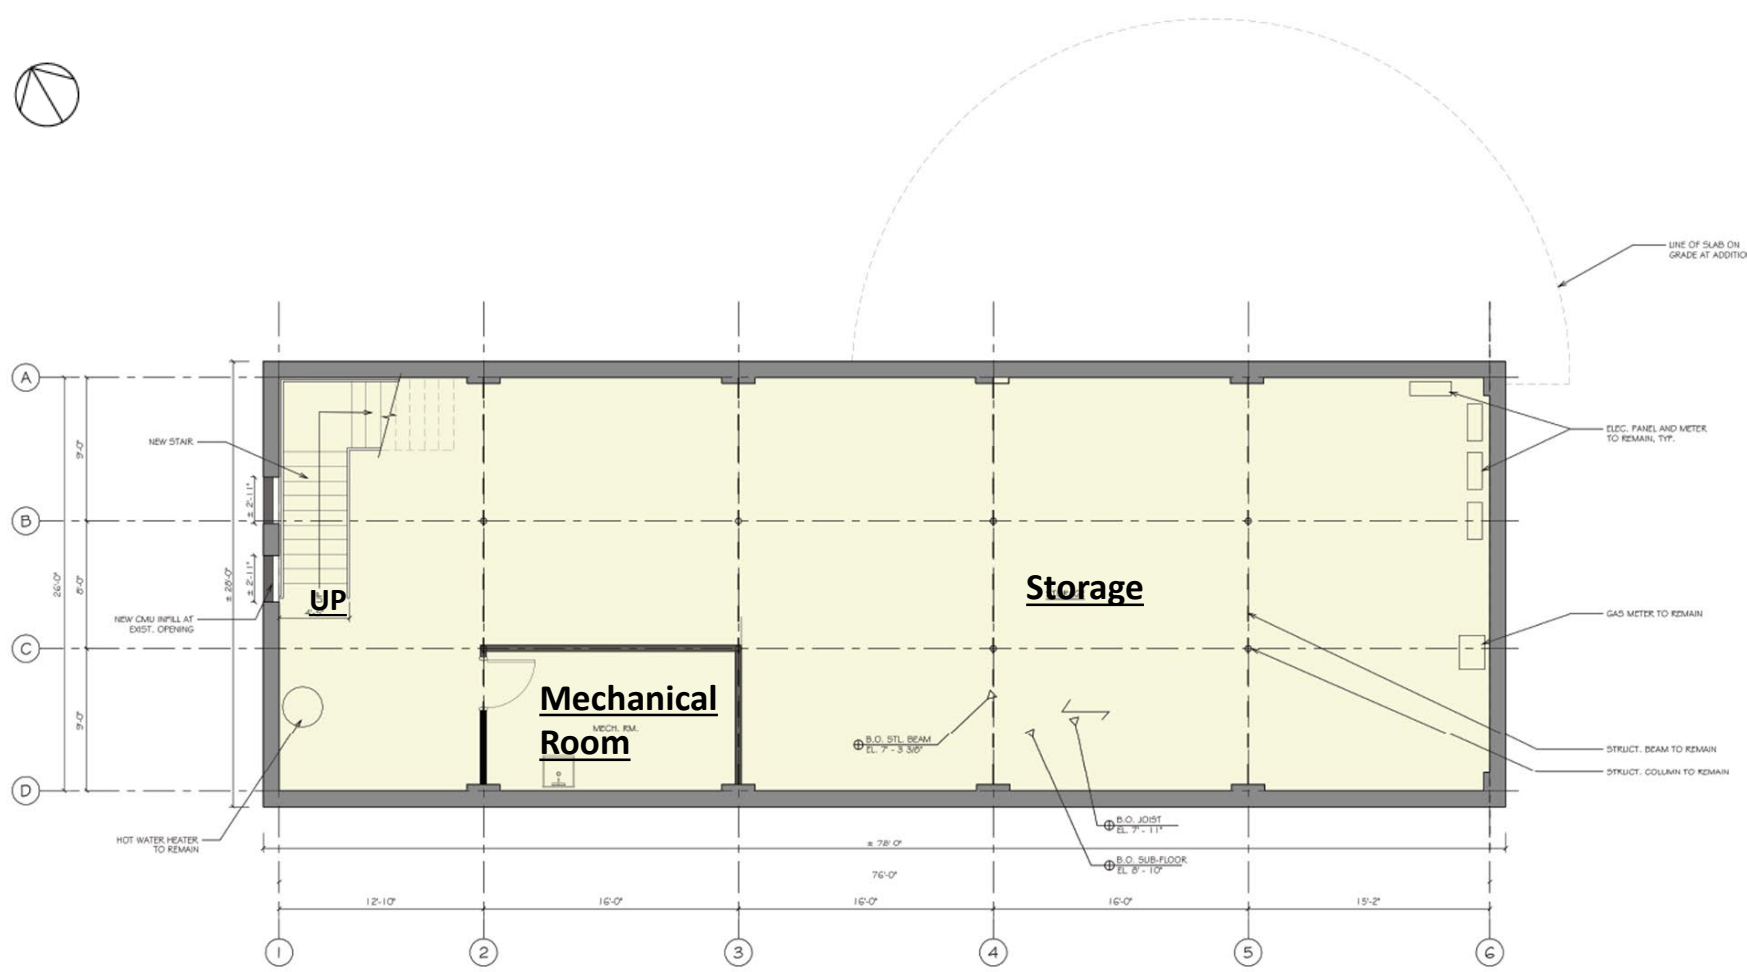 LINE OF SLAB ON
GRADE AT ADDITIO
A
9'-0"
NEW STAIR
ELEC. PANEL AND METER
TO REMAIN, TYP.
± 2'-11"
B
26'-0"
8'-0"
± 28'-0"
± 2'-11"
UP
Storage
NEW CMU INFILL AT
EXIST. OPENING
GAS METER TO REMAIN
C
Mechanical
Room
MECH. RM.
9'-0"
B.O. STL. BEAM
EL. 7' - 3 3/8"
STRUCT. BEAM TO REMAIN
STRUCT. COLUMN TO REMAIN
D
HOT WATER HEATER
TO REMAIN
B.O. JOIST
EL. 7' - 11"
B.O. SUB-FLOOR
EL. 8' - 10"
± 78' 0"
76'-0"
12'-10"
16'-0"
16'-0"
16'-0"
15'-2"
1
2
3
4
5
6